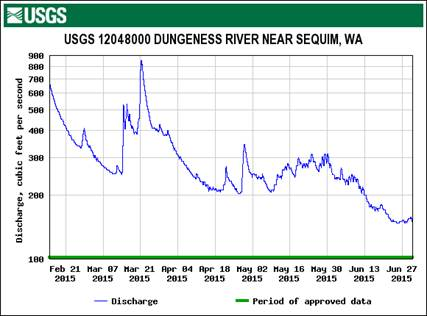 USGS
USGS 12048000 DUNGENESS RIVER NEAR SEQUIM, WA
Discharge, cubic feet per second
900
800
700
600
500
400
300
200
100
Feb 21 Mar 07 Mar 21 Apr 04 Apr 18 May 02 May 16 May 30 Jun 13 Jun 27
2015 2015 2015 2015 2015 2015 2015 2015 2015 2015
Discharge Period of approved data